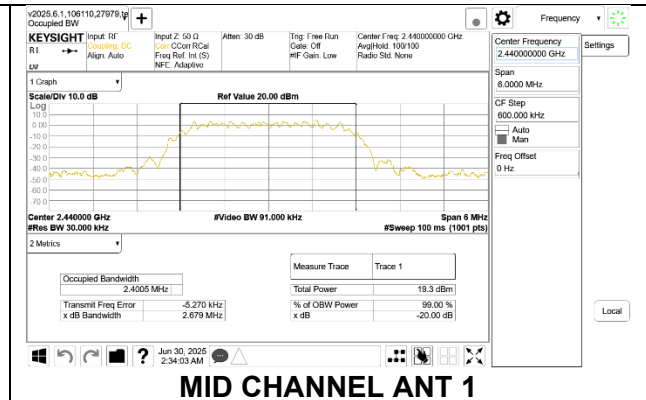 v2025.6.1,106110,27979,te
Occupied BW
Frequency
KEYSIGHT
Input: RF
Coupling: DC
Align: Auto
Input Z: 50 Ω
Corr CCorr RCal
Freq Ref: Int (S)
NFE: Adaptive
Atten: 30 dB
Trig: Free Run
Gate: Off
#IF Gain: Low
Center Freq: 2.440000000 GHz
Avg|Hold: 100/100
Radio Std: None
Center Frequency
2.440000000 GHz
Settings
Span
6.0000 MHz
CF Step
600.000 kHz
Auto
Man
Freq Offset
0 Hz
1 Graph
Scale/Div 10.0 dB
Ref Value 20.00 dBm
Log
10.0
0.00
-10.0
-20.0
-30.0
-40.0
-50.0
-60.0
-70.0
Center 2.440000 GHz
#Video BW 91.000 kHz
Span 6 MHz
#Res BW 30.000 kHz
#Sweep 100 ms (1001 pts)
2 Metrics
Measure Trace
Trace 1
Occupied Bandwidth
2.4005 MHz
Total Power
19.3 dBm
Transmit Freq Error
-5.270 kHz
% of OBW Power
99.00 %
x dB Bandwidth
2.679 MHz
x dB
-20.00 dB
Local
?
Jun 30, 2025
2:34:03 AM
MID CHANNEL ANT 1